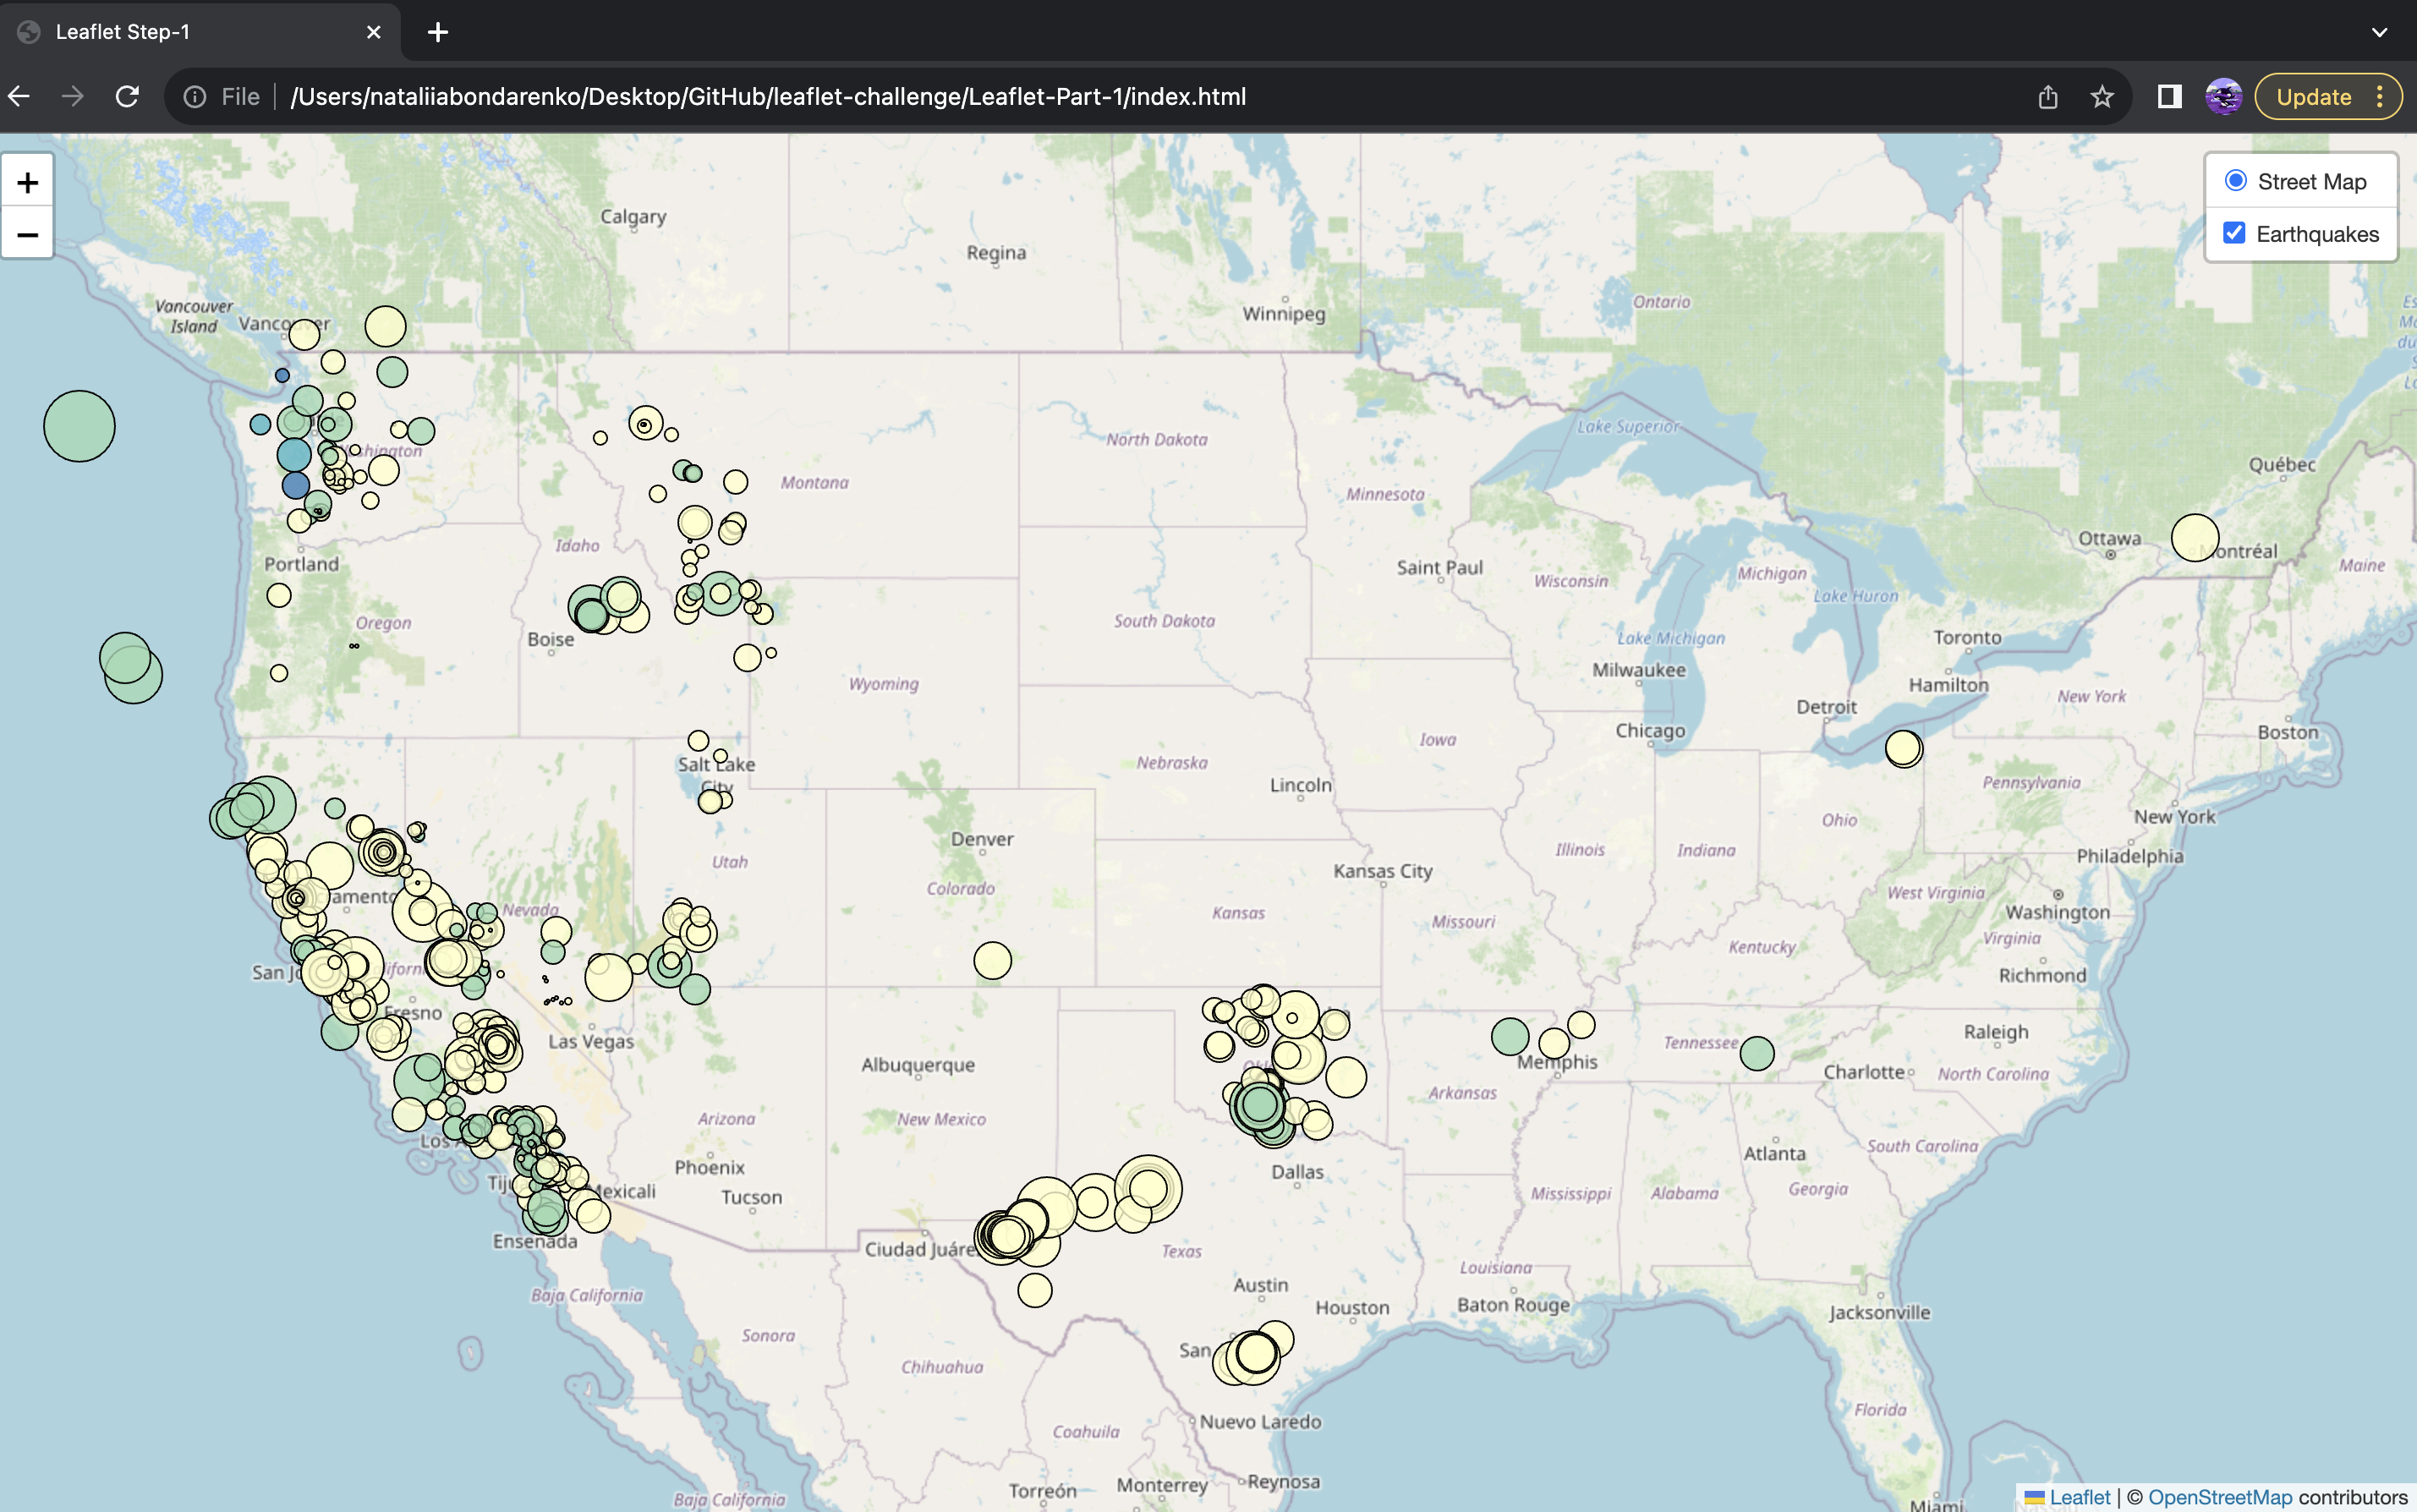 Leaflet Step-1
File
/Users/nataliiabondarenko/Desktop/GitHub/leaflet-challenge/Leaflet-Part-1/index.html
Update
+
−
Street Map
Earthquakes
Calgary
Regina
Winnipeg
Ontario
Vancouver
Island
Vancouver
Washington
North Dakota
Montana
Minnesota
Lake Superior
Québec
Ottawa
Montréal
Maine
Portland
Idaho
Saint Paul
Wisconsin
Michigan
Lake Huron
Oregon
Boise
South Dakota
Lake Michigan
Toronto
Milwaukee
Hamilton
Wyoming
New York
Detroit
Chicago
Boston
Iowa
Salt Lake
City
Nebraska
Lincoln
Pennsylvania
New York
Ohio
Denver
Utah
Illinois
Indiana
Philadelphia
Kansas City
Colorado
West Virginia
Washington
ramento
Nevada
Kansas
Missouri
Virginia
Kentucky
Richmond
San Jo
iforn
Fresno
Las Vegas
Raleigh
Tennessee
Memphis
Charlotte
North Carolina
Albuquerque
Arkansas
Arizona
New Mexico
Los A
South Carolina
Atlanta
Phoenix
Dallas
Tiju
Mexicali
Tucson
Mississippi
Alabama
Georgia
Ensenada
Ciudad Juáre
Texas
Louisiana
Austin
Baja California
Houston
Baton Rouge
Jacksonville
Sonora
San
Chihuahua
Florida
Nuevo Laredo
Coahuila
Reynosa
Monterrey
Torreón
Baja California
Miami
Leaflet | © OpenStreetMap contributors